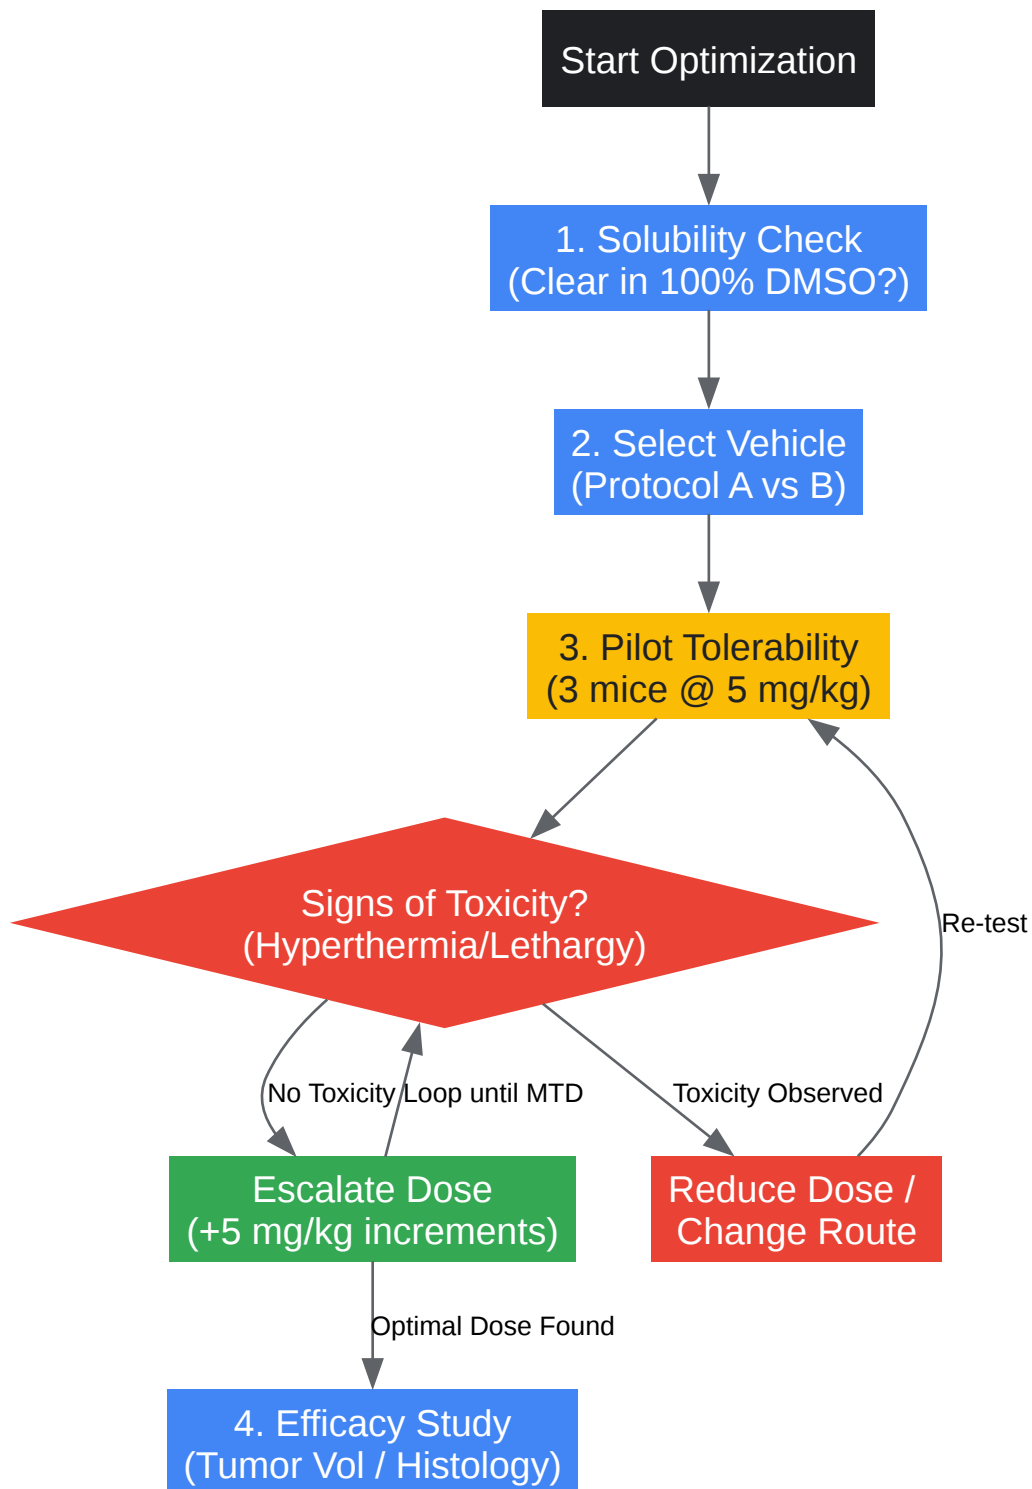 Start Optimization
1. Solubility Check
(Clear in 100% DMSO?)
2. Select Vehicle
(Protocol A vs B)
3. Pilot Tolerability
(3 mice @ 5 mg/kg)
Signs of Toxicity?
(Hyperthermia/Lethargy)
Re-test
No Toxicity
Loop until MTD
Toxicity Observed
Escalate Dose
(+5 mg/kg increments)
Reduce Dose /
Change Route
Optimal Dose Found
4. Efficacy Study
(Tumor Vol / Histology)